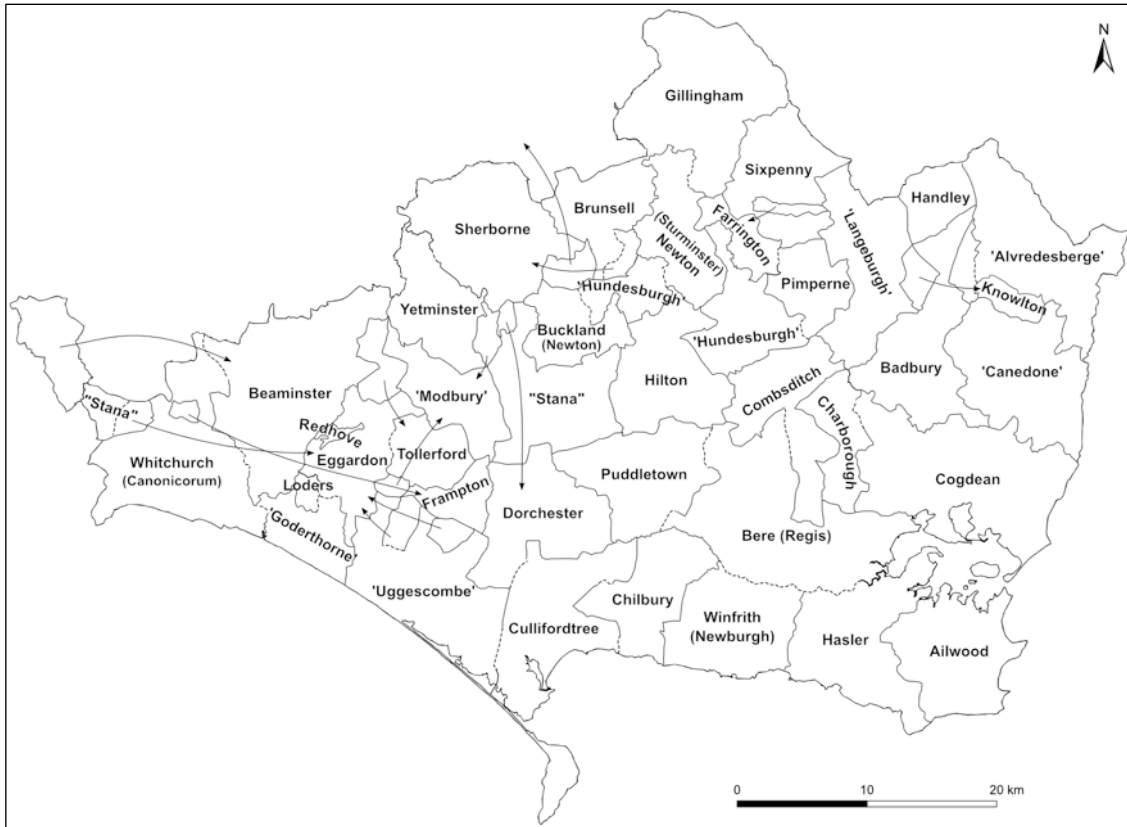 N
Gillingham
Sixpenny
Handley
Brunsell
Sherborne
Farrington
(Sturminster)
Newton
'Langeburgh'
'Alvredesberge'
Pimperne
Knowlton
'Hundesburgh'
Yetminster
Buckland
(Newton)
'Hundesburgh'
Badbury
'Canedone'
Hilton
Beaminster
'Modbury'
"Stana"
Combsditch
"Stana"
Charborough
Redhove
Eggardon
Tollerford
Whitchurch
(Canonicorum)
Puddletown
Cogdean
Loders
Frampton
Dorchester
'Goderthorne'
Bere (Regis)
'Uggescombe'
Chilbury
Cullifordtree
Winfrith
(Newburgh)
Hasler
Ailwood
0 10 20 km